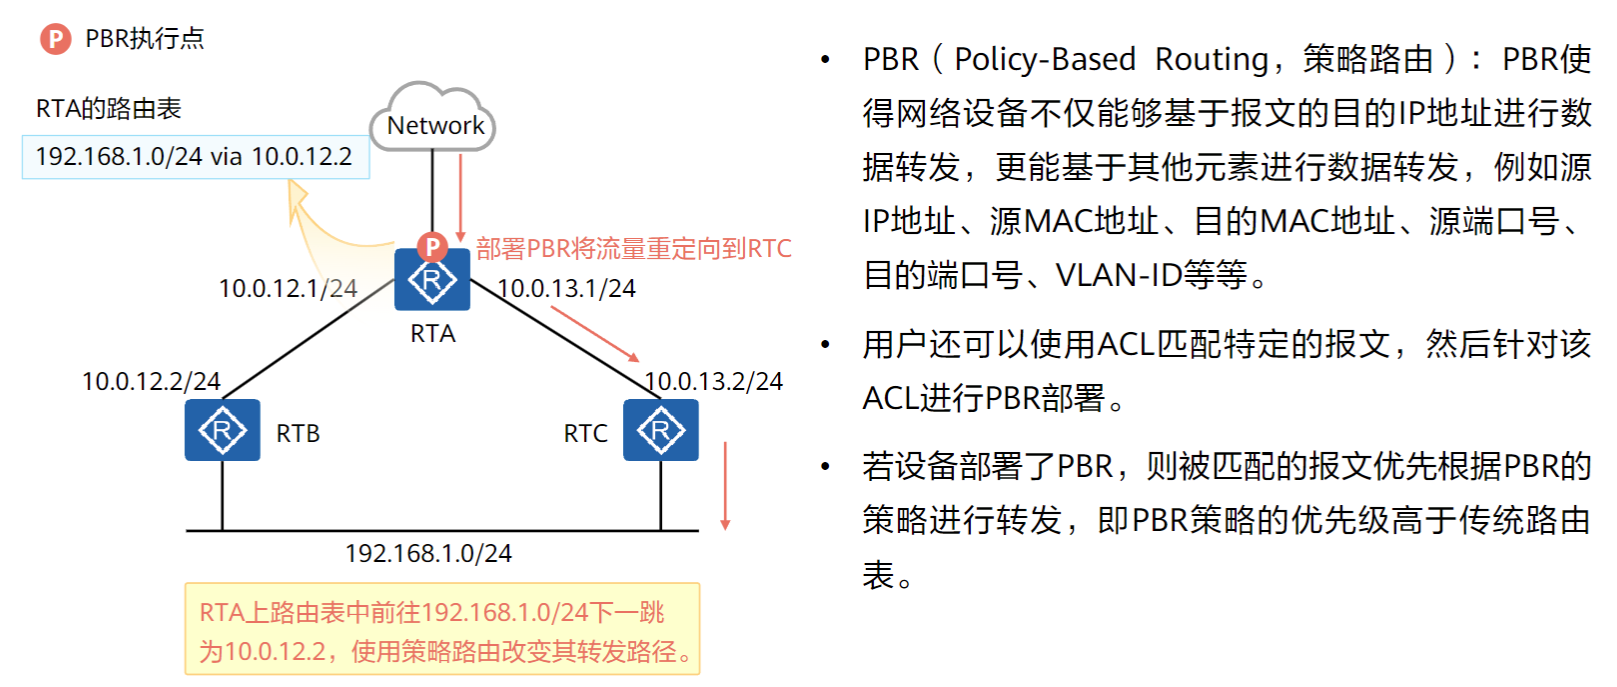 P PBR执行点
RTA的路由表
192.168.1.0/24 via 10.0.12.2
Network
P
部署PBR将流量重定向到RTC
R
10.0.12.1/24
10.0.13.1/24
RTA
10.0.12.2/24
10.0.13.2/24
R
RTB
RTC
R
192.168.1.0/24
RTA上路由表中前往192.168.1.0/24下一跳
为10.0.12.2，使用策略路由改变其转发路径。
• PBR（Policy-Based Routing，策略路由）：PBR使
得网络设备不仅能够基于报文的目的IP地址进行数
据转发，更能基于其他元素进行数据转发，例如源
IP地址、源MAC地址、目的MAC地址、源端口号、
目的端口号、VLAN-ID等等。
• 用户还可以使用ACL匹配特定的报文，然后针对该
ACL进行PBR部署。
• 若设备部署了PBR，则被匹配的报文优先根据PBR的
策略进行转发，即PBR策略的优先级高于传统路由
表。